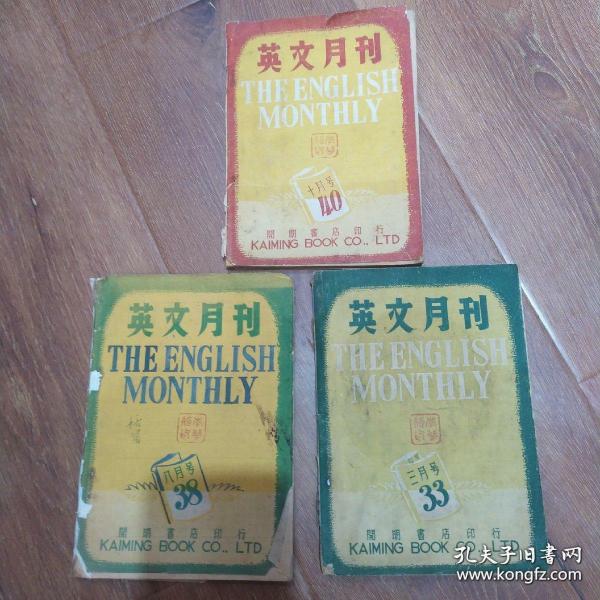 英文月刊
THE ENGLISH
MONTHLY
十月号
40
開明書店印行
KAIMING BOOK CO., LTD
英文月刊
THE ENGLISH
MONTHLY
八月号
38
開明書店印行
KAIMING BOOK CO., LTD
英文月刊
THE ENGLISH
MONTHLY
三月号
33
開明書店印行
KAIMING BOOK CO., LTD
孔夫子旧书网
www.kongfz.com